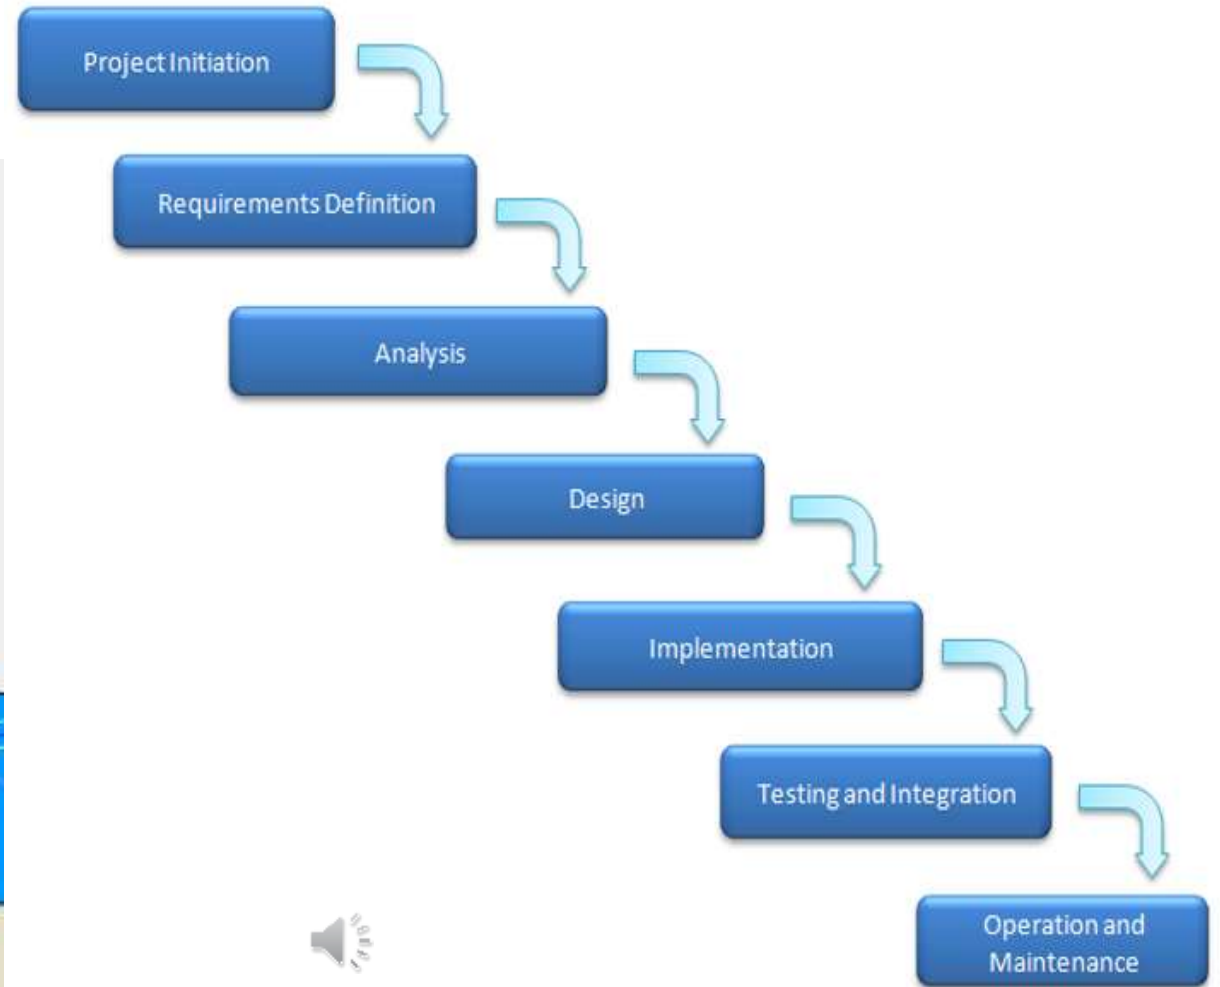 Project Initiation
Requirements Definition
Analysis
Design
Implementation
Testing and Integration
Operation and
Maintenance